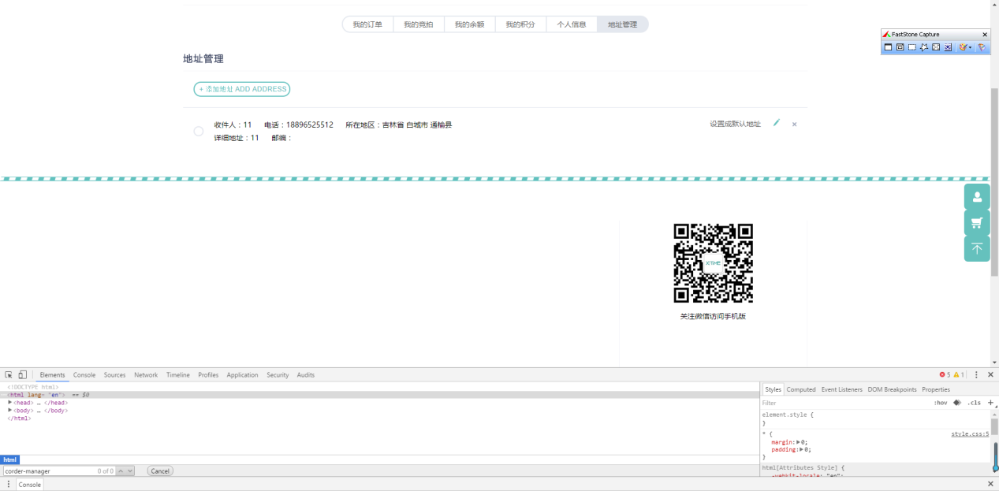 我的订单 我的竞拍 我的余额 我的积分 个人信息 地址管理
FastStone Capture
地址管理
+ 添加地址 ADD ADDRESS
收件人：11 电话：18896525512 所在地区：吉林省 白城市 通榆县 设置成默认地址
详细地址：11 邮编：
XTIME
关注微信访问手机版
Elements Console Sources Network Timeline Profiles Application Security Audits 5 1
<!DOCTYPE html>
<html lang="en"> == $0
<head> … </head>
<body> … </body>
</html>
Styles Computed Event Listeners DOM Breakpoints Properties
Filter :hov .cls +
element.style {
}
* { style.css:5
margin: 0;
padding: 0;
}
html[Attributes Style] {
-webkit-locale: "en";
html
corder-manager 0 of 0 Cancel
Console